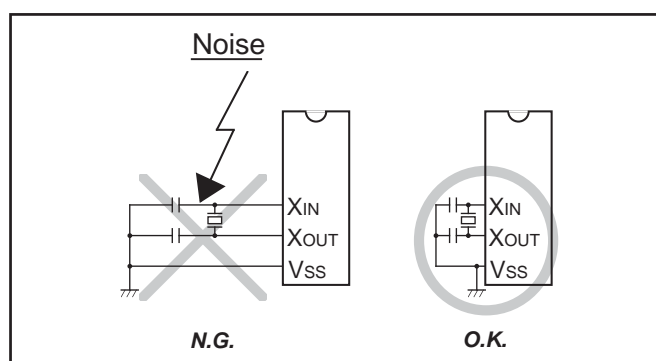 Noise
XIN
XOUT
VSS
N.G.
XIN
XOUT
VSS
O.K.